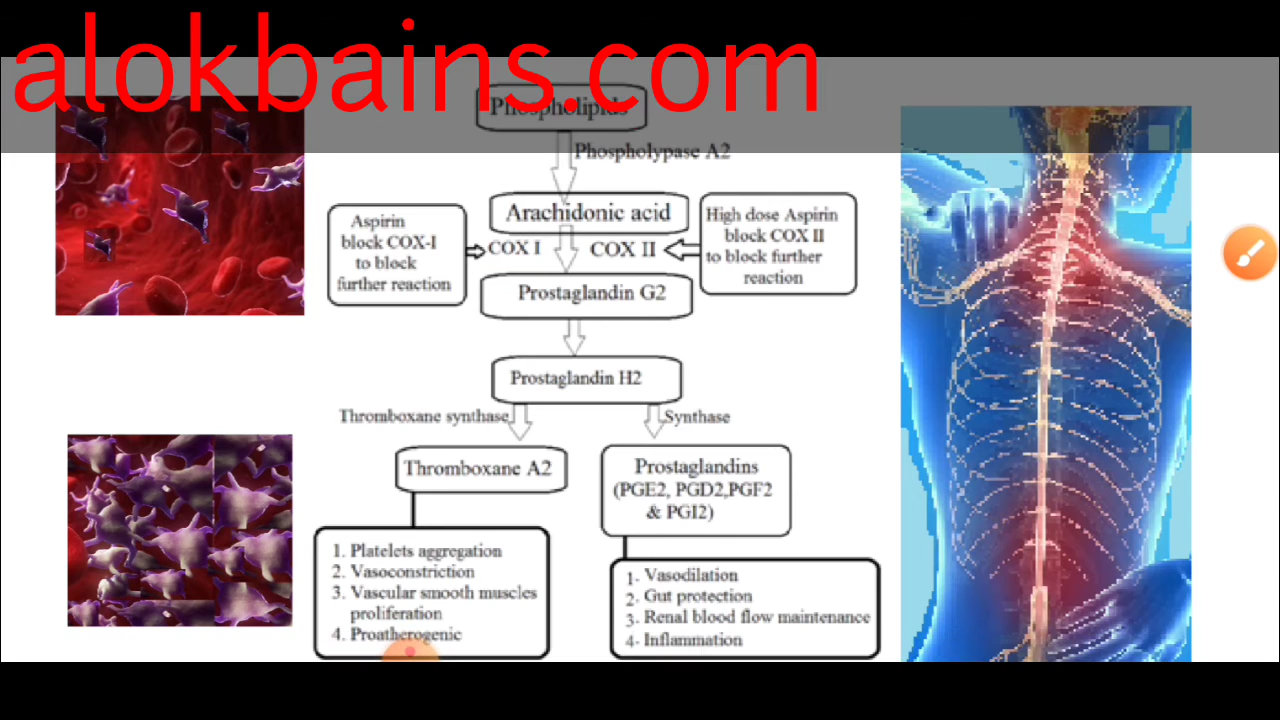 alokbains.com
Phospholipids
Phospholypase A2
Arachidonic acid
Aspirin
block COX-I
to block
further reaction
COX I
COX II
High dose Aspirin
block COX II
to block further
reaction
Prostaglandin G2
Prostaglandin H2
Thromboxane synthase
Synthase
Thromboxane A2
Prostaglandins
(PGE2, PGD2,PGF2
& PGI2)
1. Platelets aggregation
2. Vasoconstriction
3. Vascular smooth muscles
proliferation
4. Proatherogenic
1. Vasodilation
2. Gut protection
3. Renal blood flow maintenance
4. Inflammation